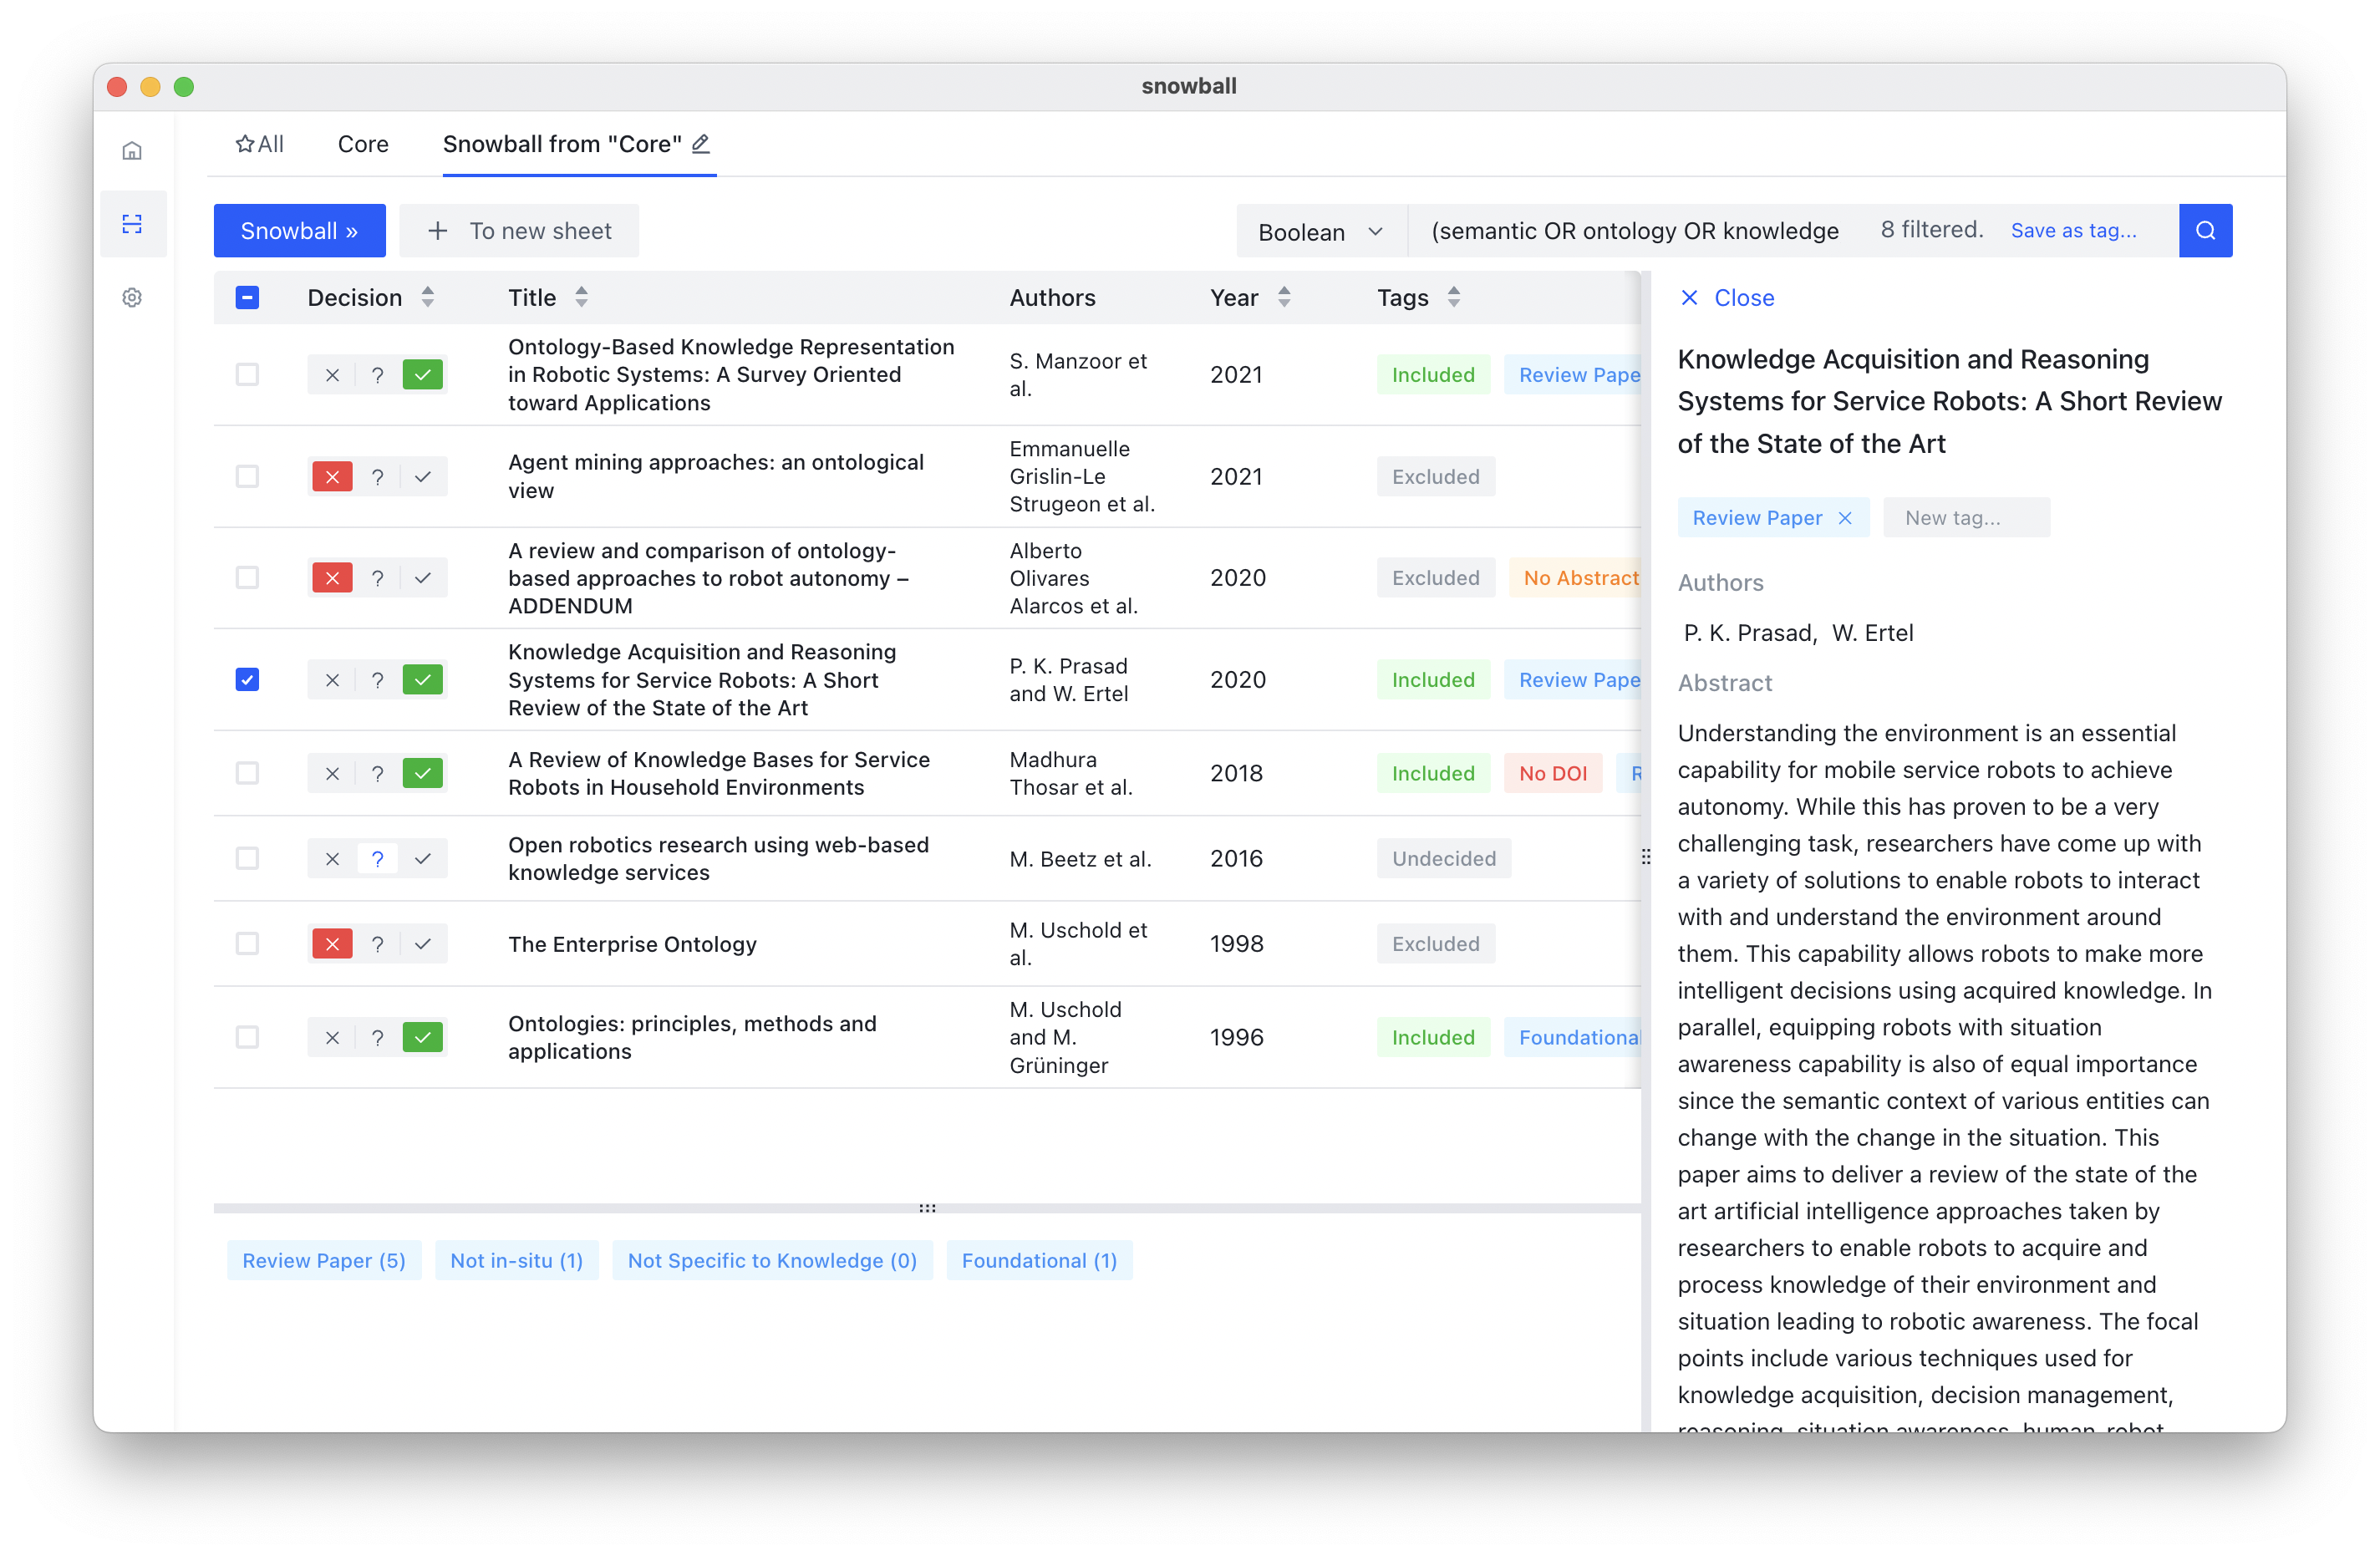 snowball
All
Core
Snowball from "Core"
Snowball »
+ To new sheet
Boolean
(semantic OR ontology OR knowledge
8 filtered.
Save as tag...
Decision
Title
Authors
Year
Tags
Ontology-Based Knowledge Representation
in Robotic Systems: A Survey Oriented
toward Applications
S. Manzoor et
al.
2021
Included
Review Pape
? 
Agent mining approaches: an ontological
view
Emmanuelle
Grislin-Le
Strugeon et al.
2021
Excluded
?
A review and comparison of ontology-
based approaches to robot autonomy –
ADDENDUM
Alberto
Olivares
Alarcos et al.
2020
Excluded
No Abstract
?
Knowledge Acquisition and Reasoning
Systems for Service Robots: A Short
Review of the State of the Art
P. K. Prasad
and W. Ertel
2020
Included
Review Pape
?
A Review of Knowledge Bases for Service
Robots in Household Environments
Madhura
Thosar et al.
2018
Included
No DOI
R
?
Open robotics research using web-based
knowledge services
M. Beetz et al.
2016
Undecided
?
The Enterprise Ontology
M. Uschold et
al.
1998
Excluded
?
Ontologies: principles, methods and
applications
M. Uschold
and M.
Grüninger
1996
Included
Foundational
?
Review Paper (5)
Not in-situ (1)
Not Specific to Knowledge (0)
Foundational (1)
Close
Knowledge Acquisition and Reasoning
Systems for Service Robots: A Short Review
of the State of the Art
Review Paper
New tag...
Authors
P. K. Prasad, W. Ertel
Abstract
Understanding the environment is an essential
capability for mobile service robots to achieve
autonomy. While this has proven to be a very
challenging task, researchers have come up with
a variety of solutions to enable robots to interact
with and understand the environment around
them. This capability allows robots to make more
intelligent decisions using acquired knowledge. In
parallel, equipping robots with situation
awareness capability is also of equal importance
since the semantic context of various entities can
change with the change in the situation. This
paper aims to deliver a review of the state of the
art artificial intelligence approaches taken by
researchers to enable robots to acquire and
process knowledge of their environment and
situation leading to robotic awareness. The focal
points include various techniques used for
knowledge acquisition, decision management,
reasoning, situation awareness, human-robot